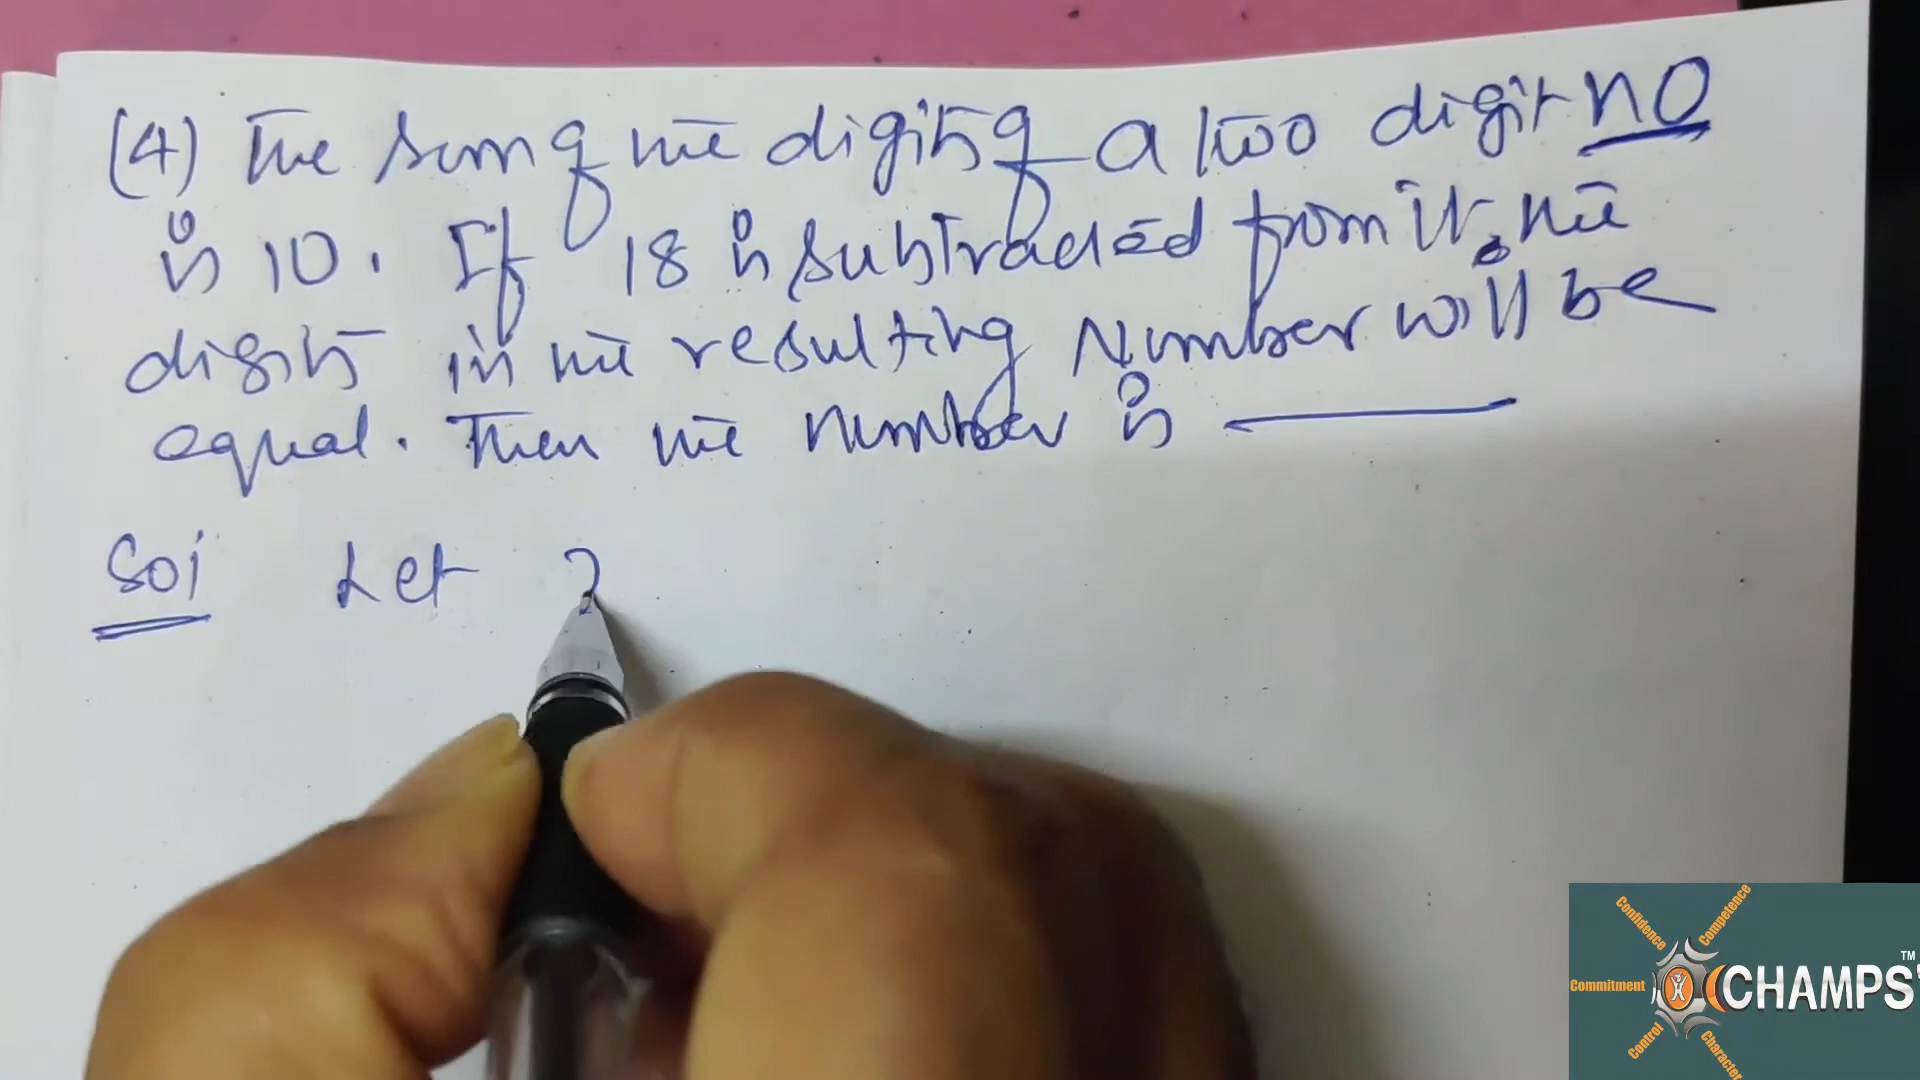 (4) The sum of the digits of a two digit no
is 10. If 18 is subtracted from it, the
digits in the resulting Number will be
equal. Then the number is
Sol Let
Confidence
Competence
Commitment
CHAMPS
TM
Control
Character